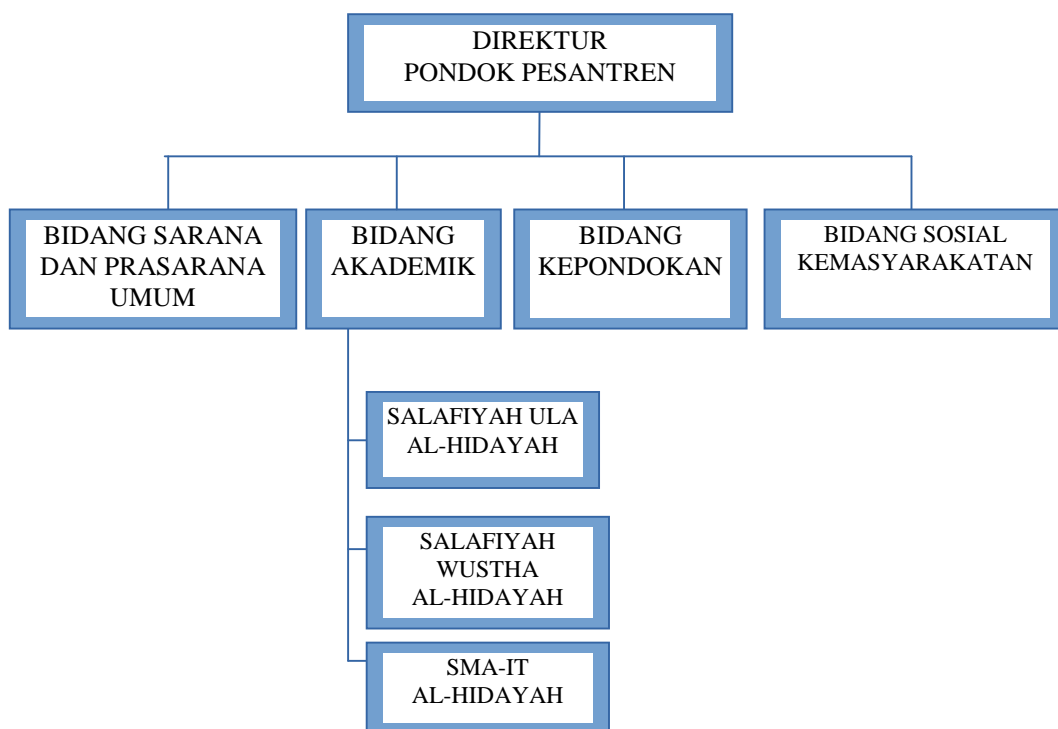 DIREKTUR
PONDOK PESANTREN
BIDANG SARANA
DAN PRASARANA
UMUM
BIDANG
AKADEMIK
BIDANG
KEPONDOKAN
BIDANG SOSIAL
KEMASYARAKATAN
SALAFIYAH ULA
AL-HIDAYAH
SALAFIYAH
WUSTHA
AL-HIDAYAH
SMA-IT
AL-HIDAYAH